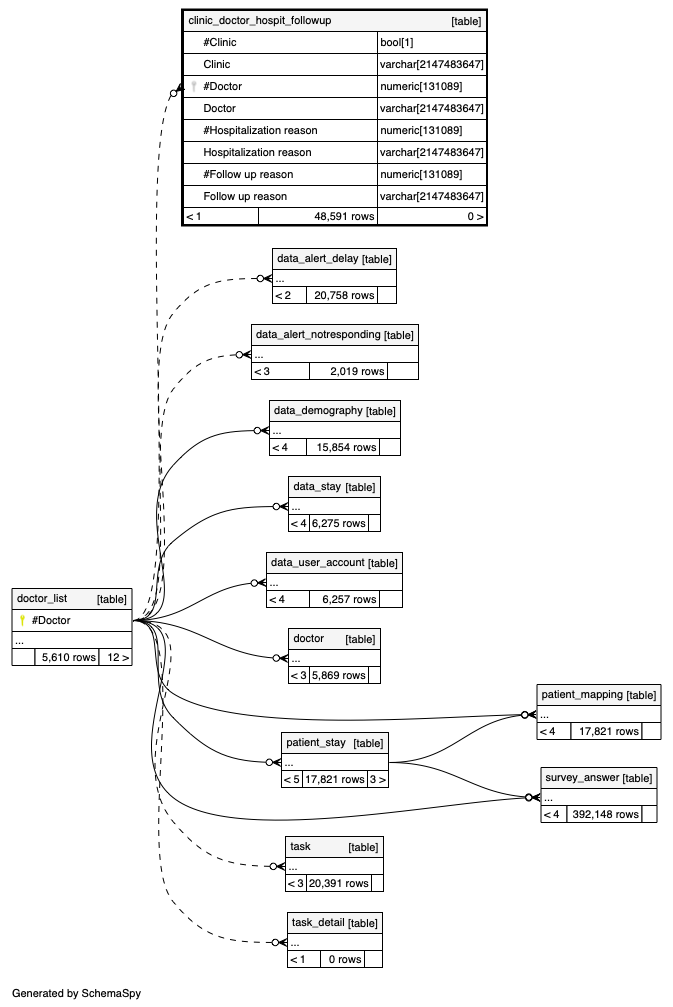 clinic_doctor_hospit_followup [table]
#Clinic bool[1]
Clinic varchar[2147483647]
#Doctor numeric[131089]
Doctor varchar[2147483647]
#Hospitalization reason numeric[131089]
Hospitalization reason varchar[2147483647]
#Follow up reason numeric[131089]
Follow up reason varchar[2147483647]
< 1 48,591 rows 0 >
data_alert_delay [table]
...
< 2 20,758 rows
data_alert_notresponding [table]
...
< 3 2,019 rows
data_demography [table]
...
< 4 15,854 rows
data_stay [table]
...
< 4 6,275 rows
data_user_account [table]
...
< 4 6,257 rows
doctor_list [table]
#Doctor
...
5,610 rows 12 >
doctor [table]
...
< 3 5,869 rows
patient_mapping [table]
...
< 4 17,821 rows
patient_stay [table]
...
< 5 17,821 rows 3 >
survey_answer [table]
...
< 4 392,148 rows
task [table]
...
< 3 20,391 rows
task_detail [table]
...
< 1 0 rows
Generated by SchemaSpy